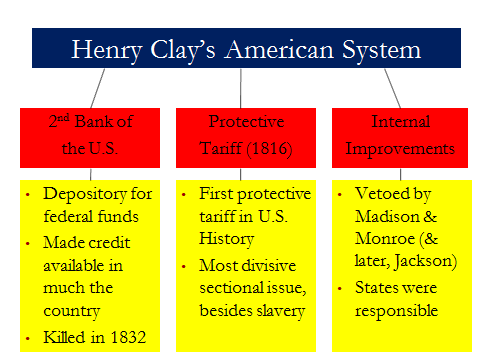 Henry Clay's American System
2nd Bank of
the U.S.
• Depository for
federal funds
• Made credit
available in
much the
country
• Killed in 1832
Protective
Tariff (1816)
• First protective
tariff in U.S.
History
• Most divisive
sectional issue,
besides slavery
Internal
Improvements
• Vetoed by
Madison &
Monroe (&
later, Jackson)
• States were
responsible